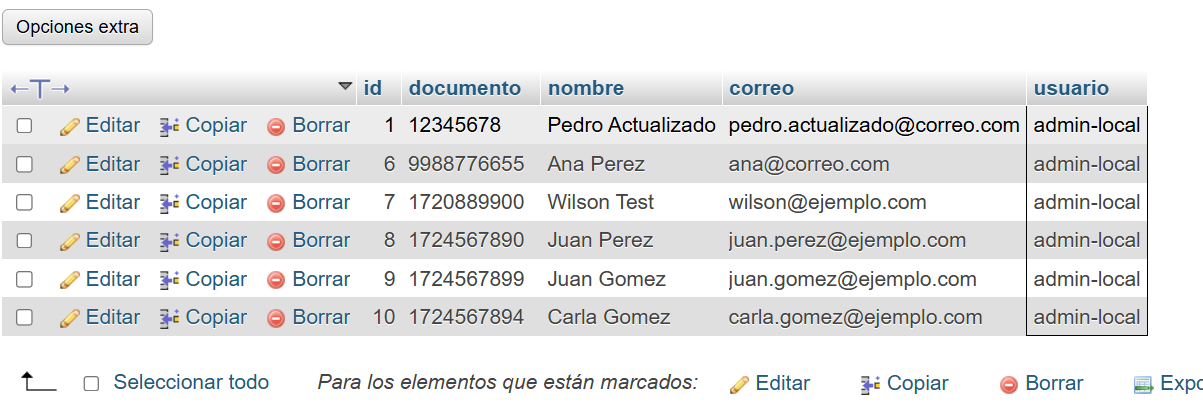 Opciones extra
id documento nombre correo usuario
Editar Copiar Borrar 1 12345678 Pedro Actualizado pedro.actualizado@correo.com admin-local
Editar Copiar Borrar 6 9988776655 Ana Perez ana@correo.com admin-local
Editar Copiar Borrar 7 1720889900 Wilson Test wilson@ejemplo.com admin-local
Editar Copiar Borrar 8 1724567890 Juan Perez juan.perez@ejemplo.com admin-local
Editar Copiar Borrar 9 1724567899 Juan Gomez juan.gomez@ejemplo.com admin-local
Editar Copiar Borrar 10 1724567894 Carla Gomez carla.gomez@ejemplo.com admin-local
Seleccionar todo Para los elementos que están marcados: Editar Copiar Borrar Expo